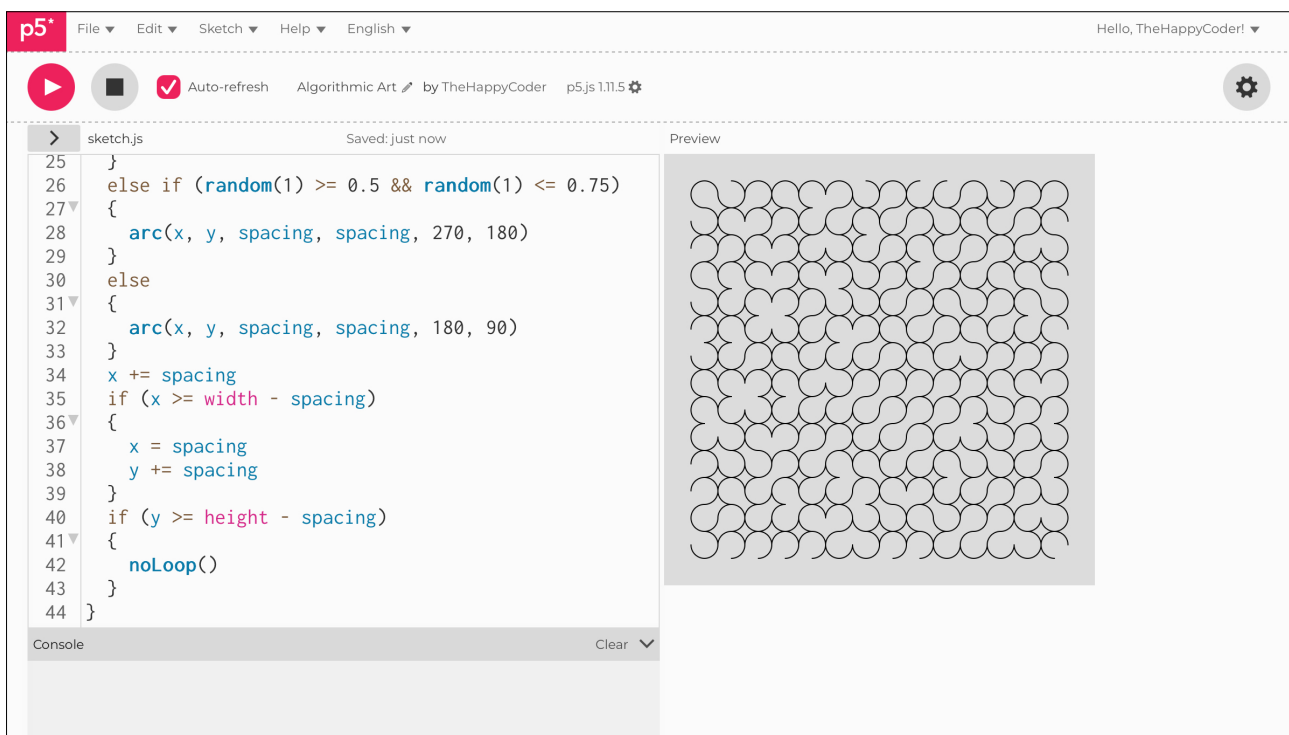 p5* File Edit Sketch Help English Hello, TheHappyCoder!
Auto-refresh Algorithmic Art by TheHappyCoder p5.js 1.11.5
sketch.js Saved: just now Preview
25 }
26 else if (random(1) >= 0.5 && random(1) <= 0.75)
27 {
28 arc(x, y, spacing, spacing, 270, 180)
29 }
30 else
31 {
32 arc(x, y, spacing, spacing, 180, 90)
33 }
34 x += spacing
35 if (x >= width - spacing)
36 {
37 x = spacing
38 y += spacing
39 }
40 if (y >= height - spacing)
41 {
42 noLoop()
43 }
44 }
Console Clear